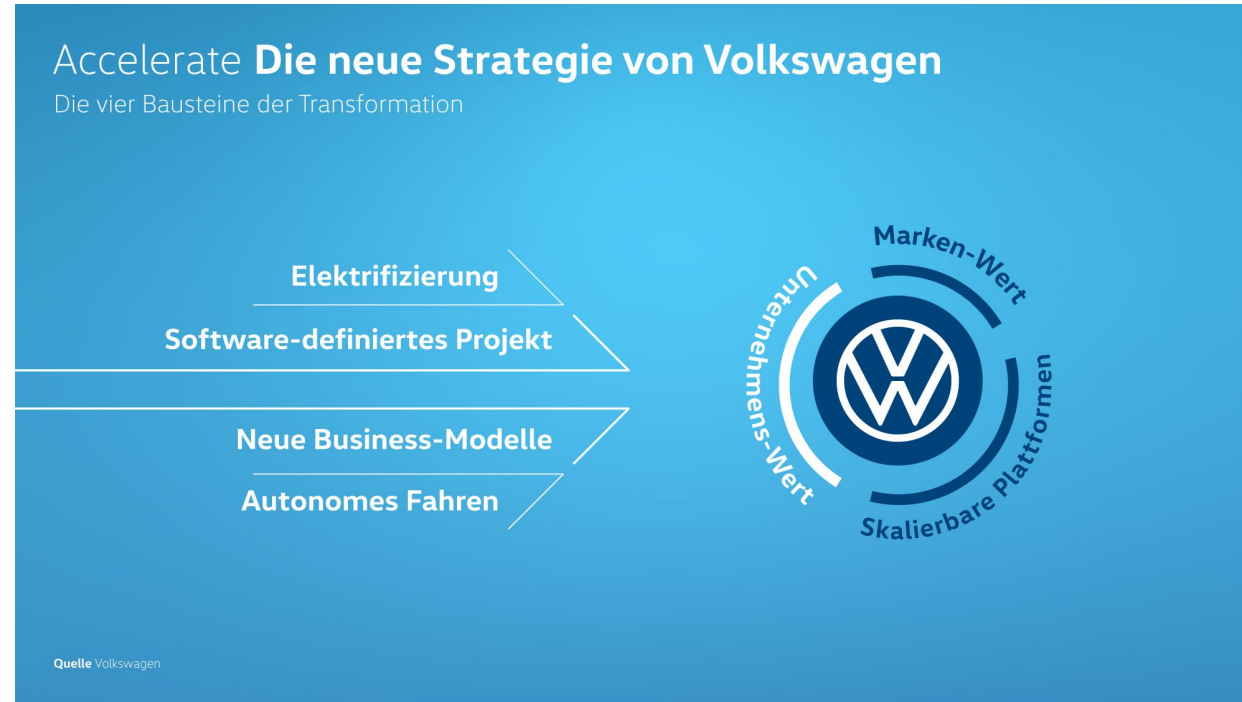 Accelerate Die neue Strategie von Volkswagen
Die vier Bausteine der Transformation
Elektrifizierung
Software-definiertes Projekt
Neue Business-Modelle
Autonomes Fahren
Unternehmens-Wert
Marken-Wert
Skalierbare Plattformen
VW
Quelle Volkswagen